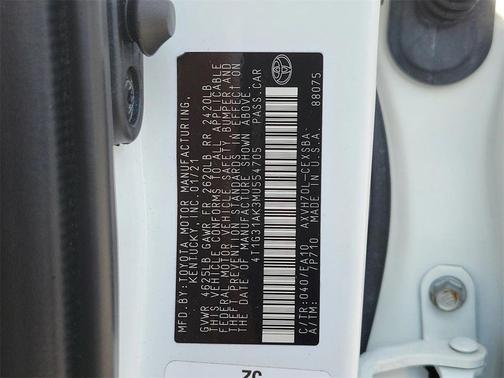 MFD.BY:TOYOTA MOTOR MANUFACTURING,
KENTUCKY, INC. 01/21
GVWR 4625LB GAWR FR 2620LB RR 2420LB
THIS VEHICLE CONFORMS TO ALL APPLICABLE
FEDERAL MOTOR VEHICLE SAFETY, BUMPER AND
THEFT PREVENTION STANDARDS IN EFFECT ON
THE DATE OF MANUFACTURE SHOWN ABOVE.
4T1G31AK3MU554705 PASS.CAR
C/TR:040/EA10 AXVH70L-CEXSBA
A/TM: 7P710 MADE IN U.S.A. 88075